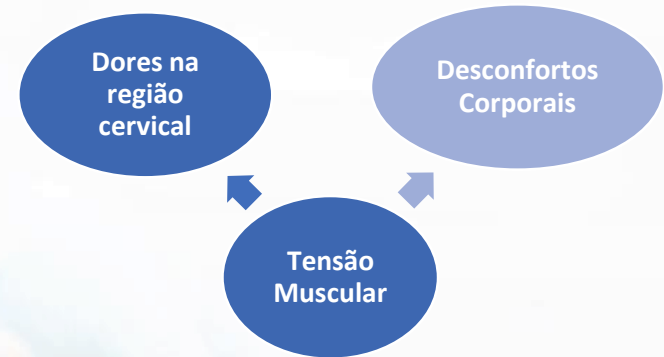 Dores na
região
cervical
Desconfortos
Corporais
Tensão
Muscular